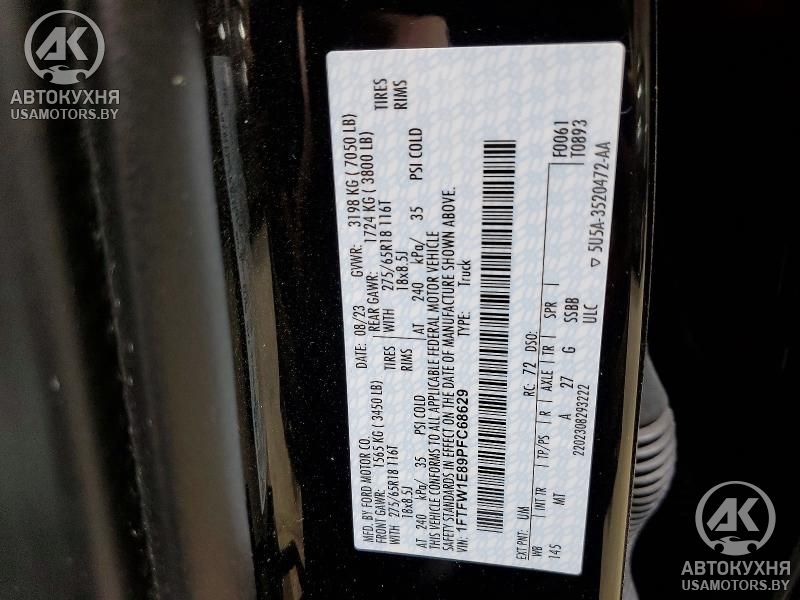 AK
АВТОКУХНЯ
USAMOTORS.BY
MFD. BY FORD MOTOR CO.
DATE: 08/23 GVWR: 3198 KG ( 7050 LB)
FRONT GAWR: 1565 KG ( 3450 LB) REAR GAWR: 1724 KG ( 3800 LB)
WITH 275/65R18 116T TIRES WITH 275/65R18 116T TIRES
18x8.5J RIMS 18x8.5J RIMS
AT 240 kPa/ 35 PSI COLD AT 240 kPa/ 35 PSI COLD
THIS VEHICLE CONFORMS TO ALL APPLICABLE FEDERAL MOTOR VEHICLE
SAFETY STANDARDS IN EFFECT ON THE DATE OF MANUFACTURE SHOWN ABOVE.
VIN: 1FTFW1E89PFC68629 TYPE: Truck
F0061
T0893
EXT PNT: UM RC: 72 DSO:
WB INT TR TP/PS R AXLE TR SPR
145 MT A 27 G SSBB
2202308293222 ULC
▽ 5U5A-3520472-AA
AK
АВТОКУХНЯ
USAMOTORS.BY